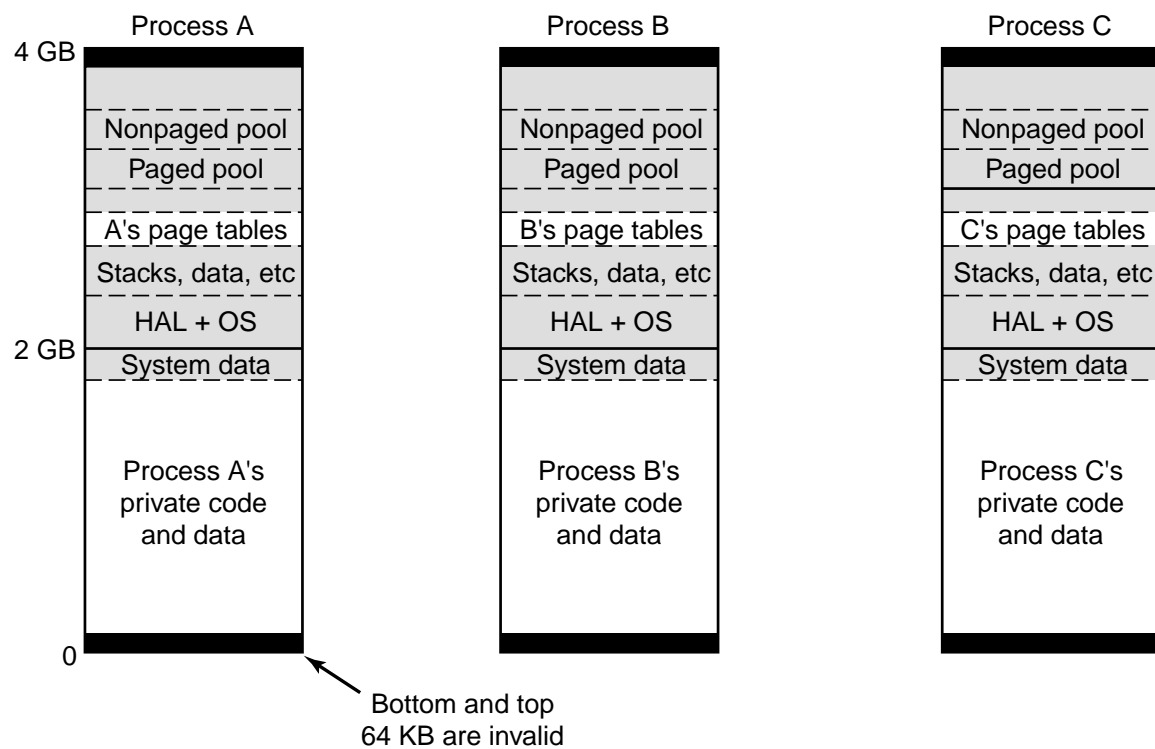 Process A
Process B
Process C
4 GB
Nonpaged pool
Nonpaged pool
Nonpaged pool
Paged pool
Paged pool
Paged pool
A's page tables
B's page tables
C's page tables
Stacks, data, etc
Stacks, data, etc
Stacks, data, etc
HAL + OS
HAL + OS
HAL + OS
2 GB
System data
System data
System data
Process A's
private code
and data
Process B's
private code
and data
Process C's
private code
and data
0
Bottom and top
64 KB are invalid